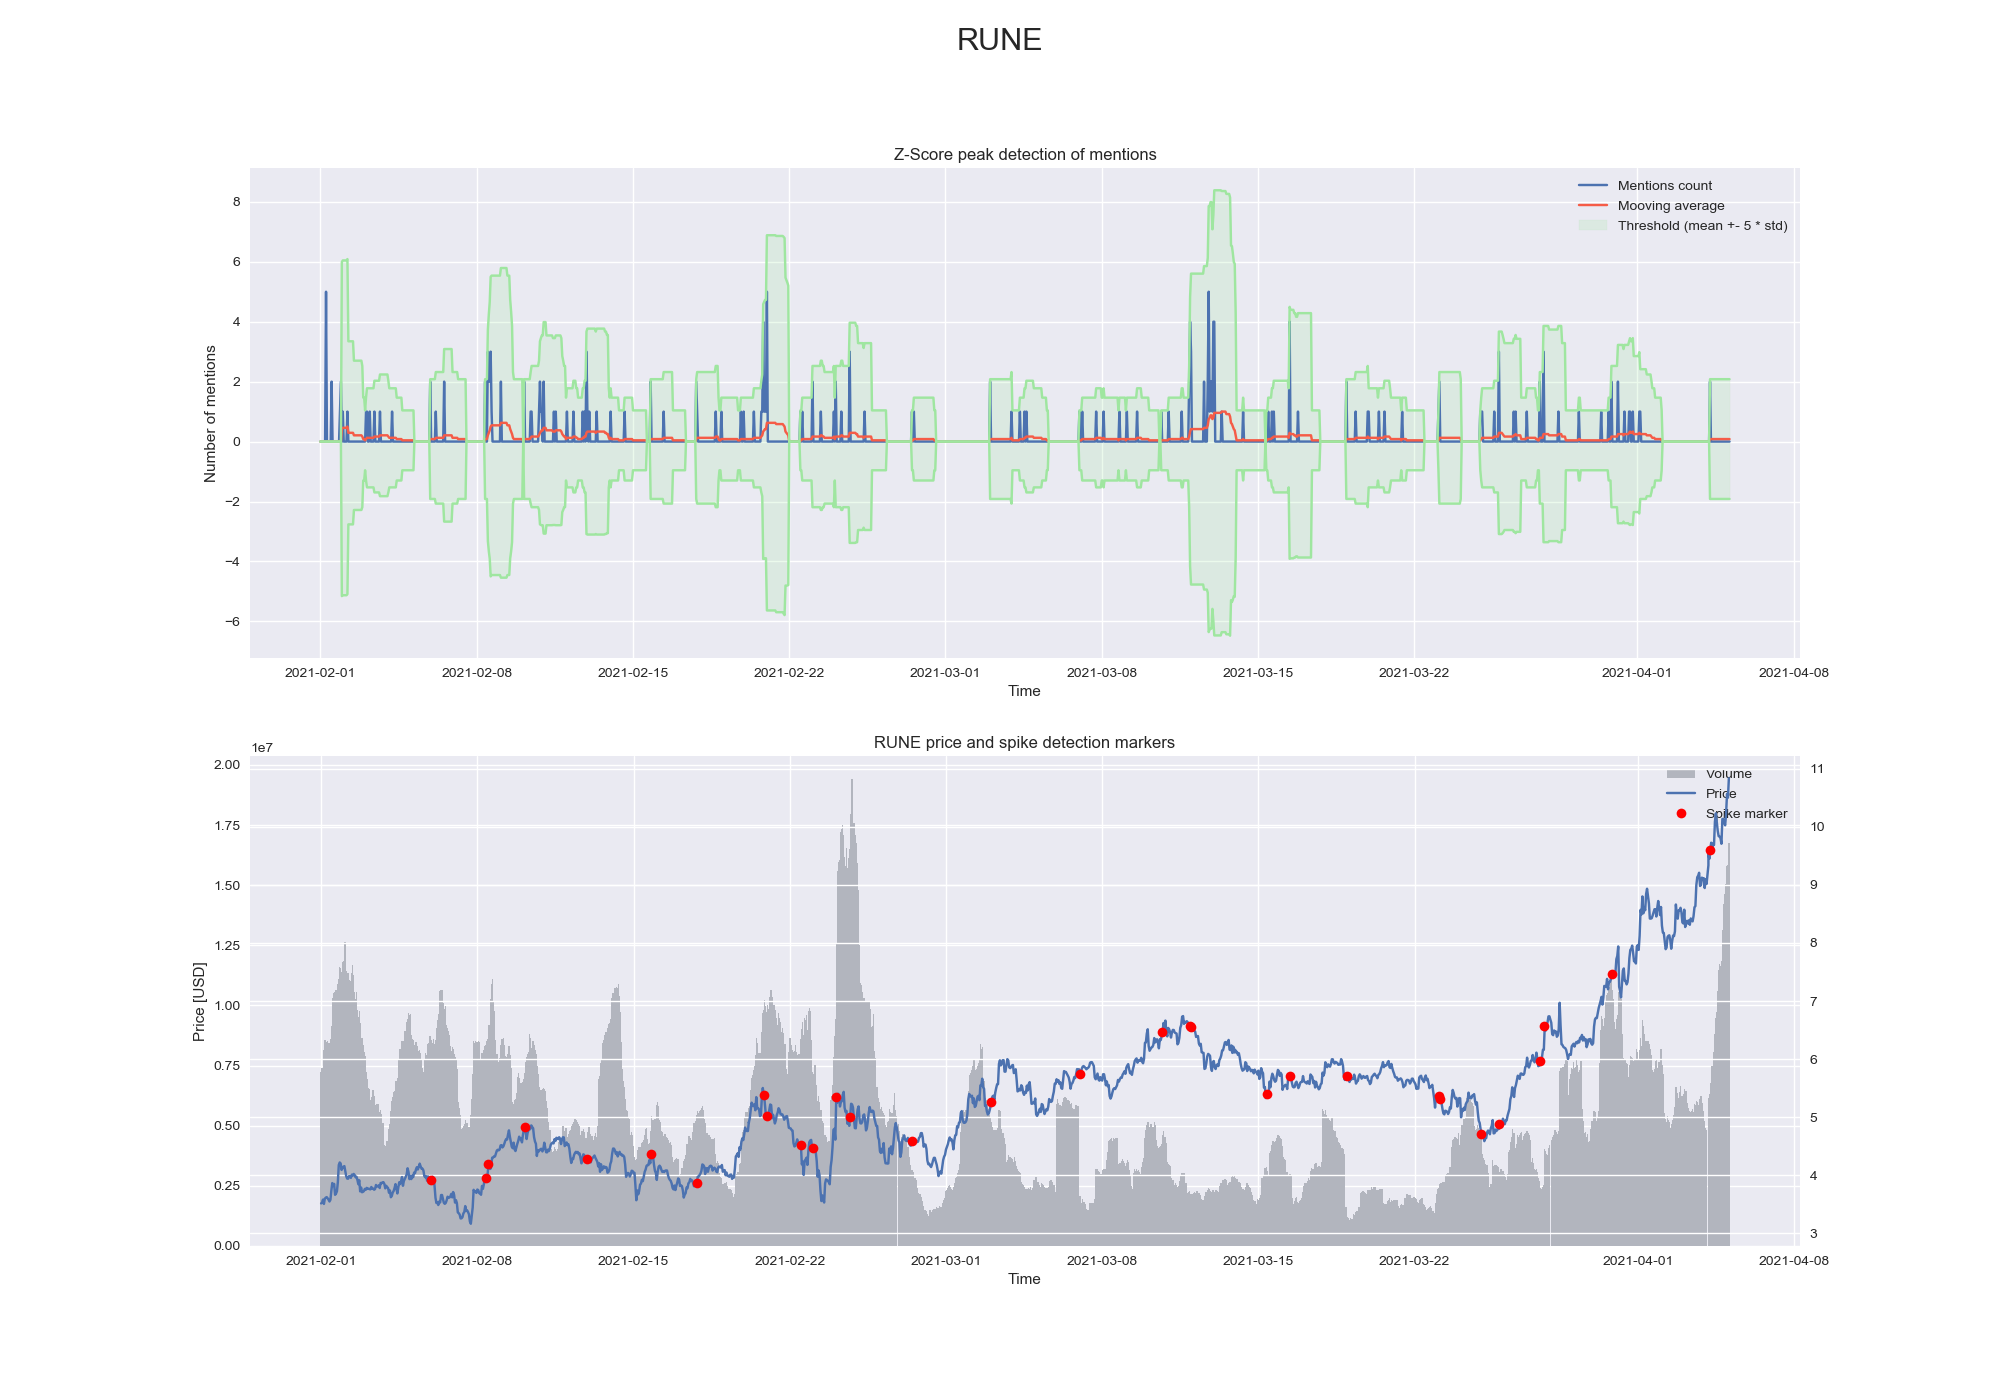 RUNE
Z-Score peak detection of mentions
Mentions count
Mooving average
Threshold (mean +- 5 * std)
Number of mentions
8
6
4
2
0
−2
−4
−6
2021-02-01 2021-02-08 2021-02-15 2021-02-22 2021-03-01 2021-03-08 2021-03-15 2021-03-22 2021-04-01 2021-04-08
Time
RUNE price and spike detection markers
1e7
Volume
Price
Spike marker
Price [USD]
2.00
1.75
1.50
1.25
1.00
0.75
0.50
0.25
0.00
11
10
9
8
7
6
5
4
3
2021-02-01 2021-02-08 2021-02-15 2021-02-22 2021-03-01 2021-03-08 2021-03-15 2021-03-22 2021-04-01 2021-04-08
Time